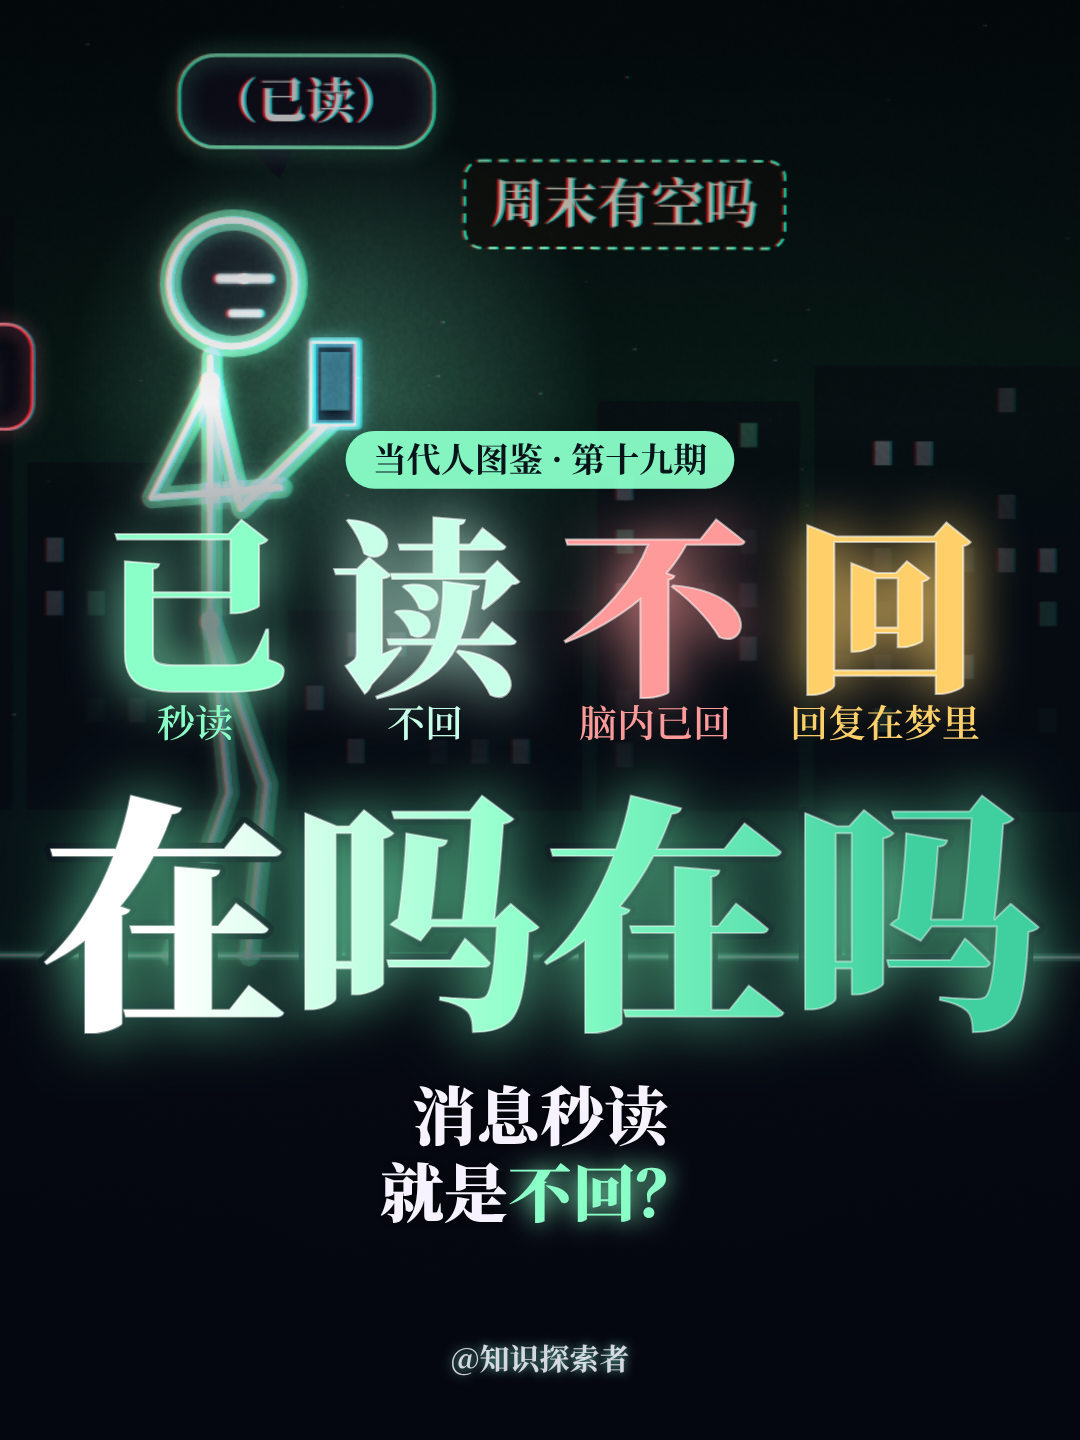 （已读）
周末有空吗
当代人图鉴 · 第十九期
已读不回
秒读 不回 脑内已回 回复在梦里
在吗在吗
消息秒读
就是不回？
@知识探索者